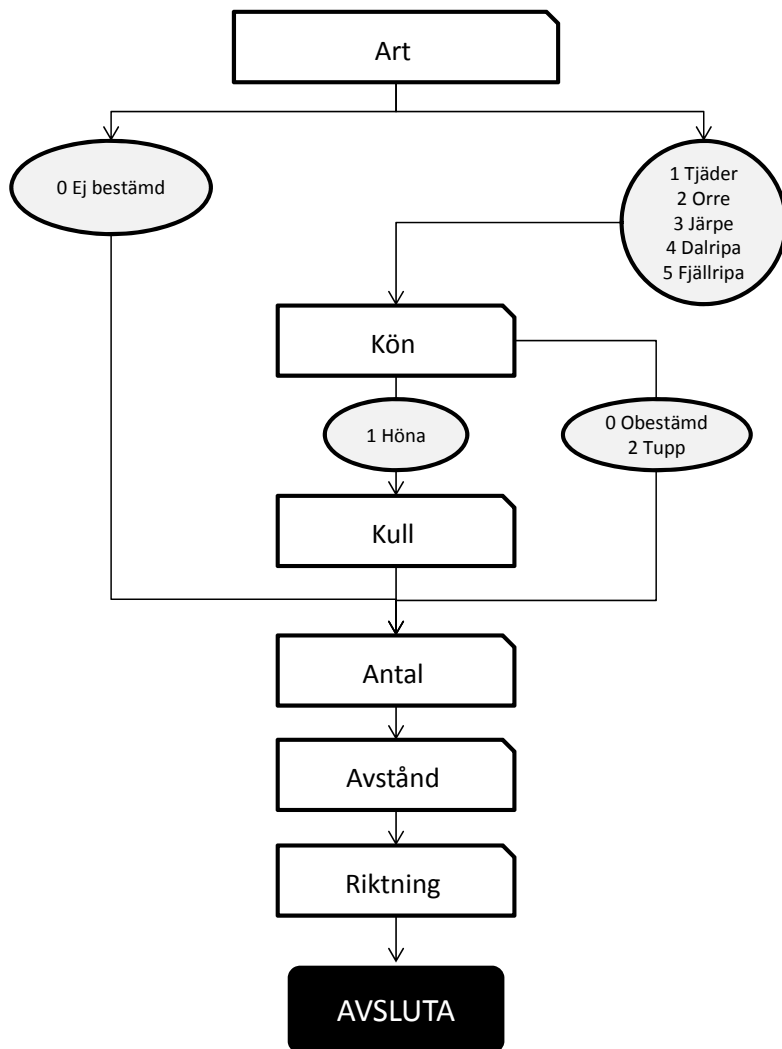 Art
0 Ej bestämd
1 Tjäder
2 Orre
3 Järpe
4 Dalripa
5 Fjällripa
Kön
1 Höna
0 Obestämd
2 Tupp
Kull
Antal
Avstånd
Riktning
AVSLUTA